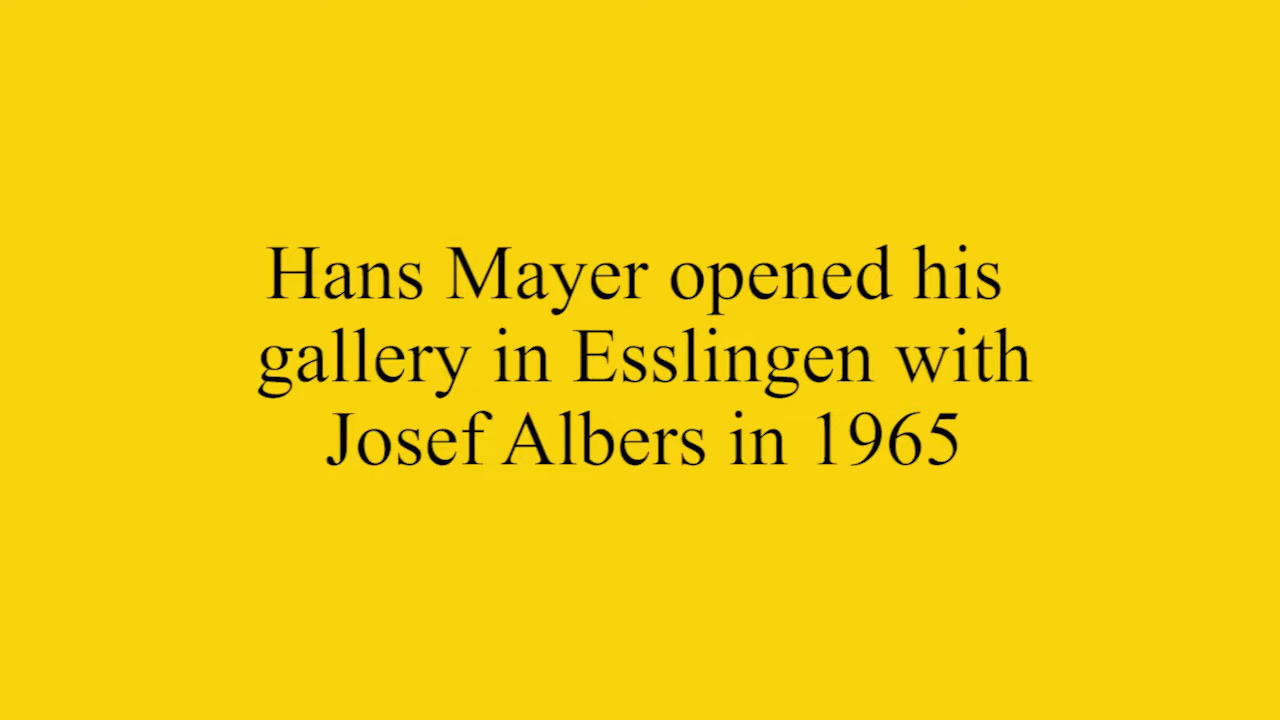 Hans Mayer opened his
gallery in Esslingen with
Josef Albers in 1965